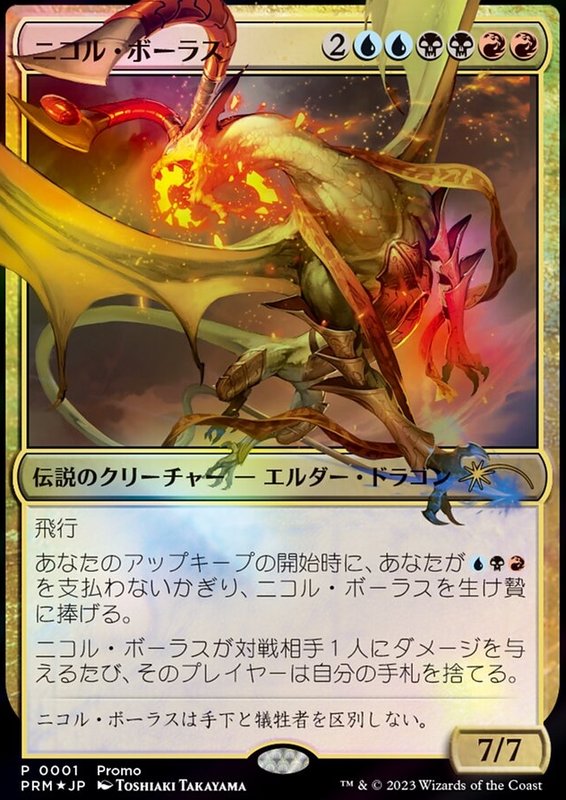 ニコル・ボーラス 2
伝説のクリーチャー — エルダー・ドラゴン
飛行
あなたのアップキープの開始時に、あなたが
を支払わないかぎり、ニコル・ボーラスを生け贄
に捧げる。
ニコル・ボーラスが対戦相手1人にダメージを与
えるたび、そのプレイヤーは自分の手札を捨てる。
ニコル・ボーラスは手下と犠牲者を区別しない。
7/7
P 0001 Promo
PRM★JP Toshiaki Takayama
™ & © 2023 Wizards of the Coast